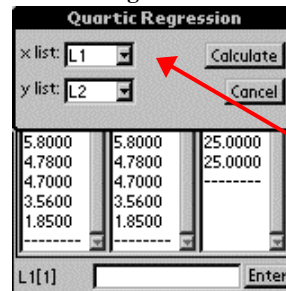 Quartic Regression
x list: L1
Calculate
y list: L2
Cancel
5.8000 5.8000 25.0000
4.7800 4.7800 25.0000
4.7000 4.7000 --------
3.5600 3.5600
1.8500 1.8500
-------- --------
L1[1]
Enter